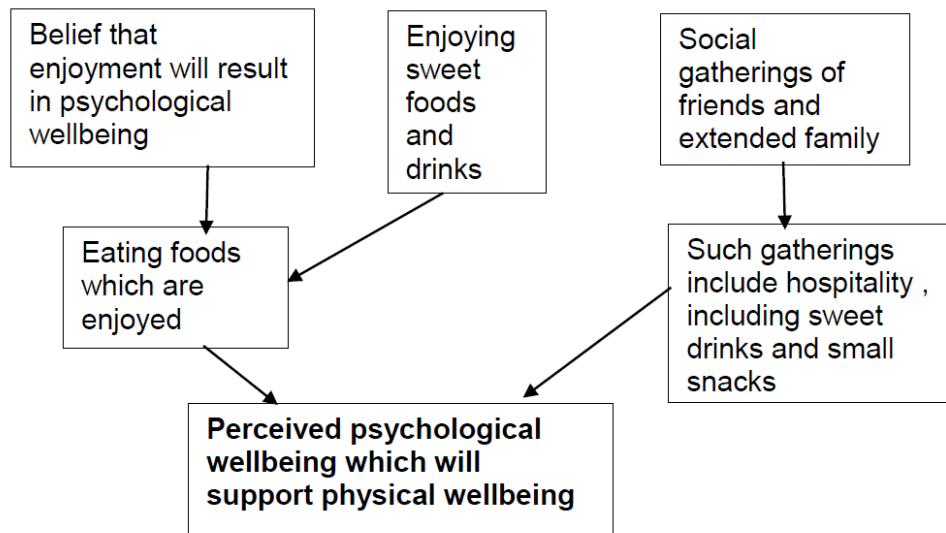 Belief that
enjoyment will result
in psychological
wellbeing
Enjoying
sweet
foods
and
drinks
Social
gatherings of
friends and
extended family
Eating foods
which are
enjoyed
Such gatherings
include hospitality ,
including sweet
drinks and small
snacks
Perceived psychological
wellbeing which will
support physical wellbeing